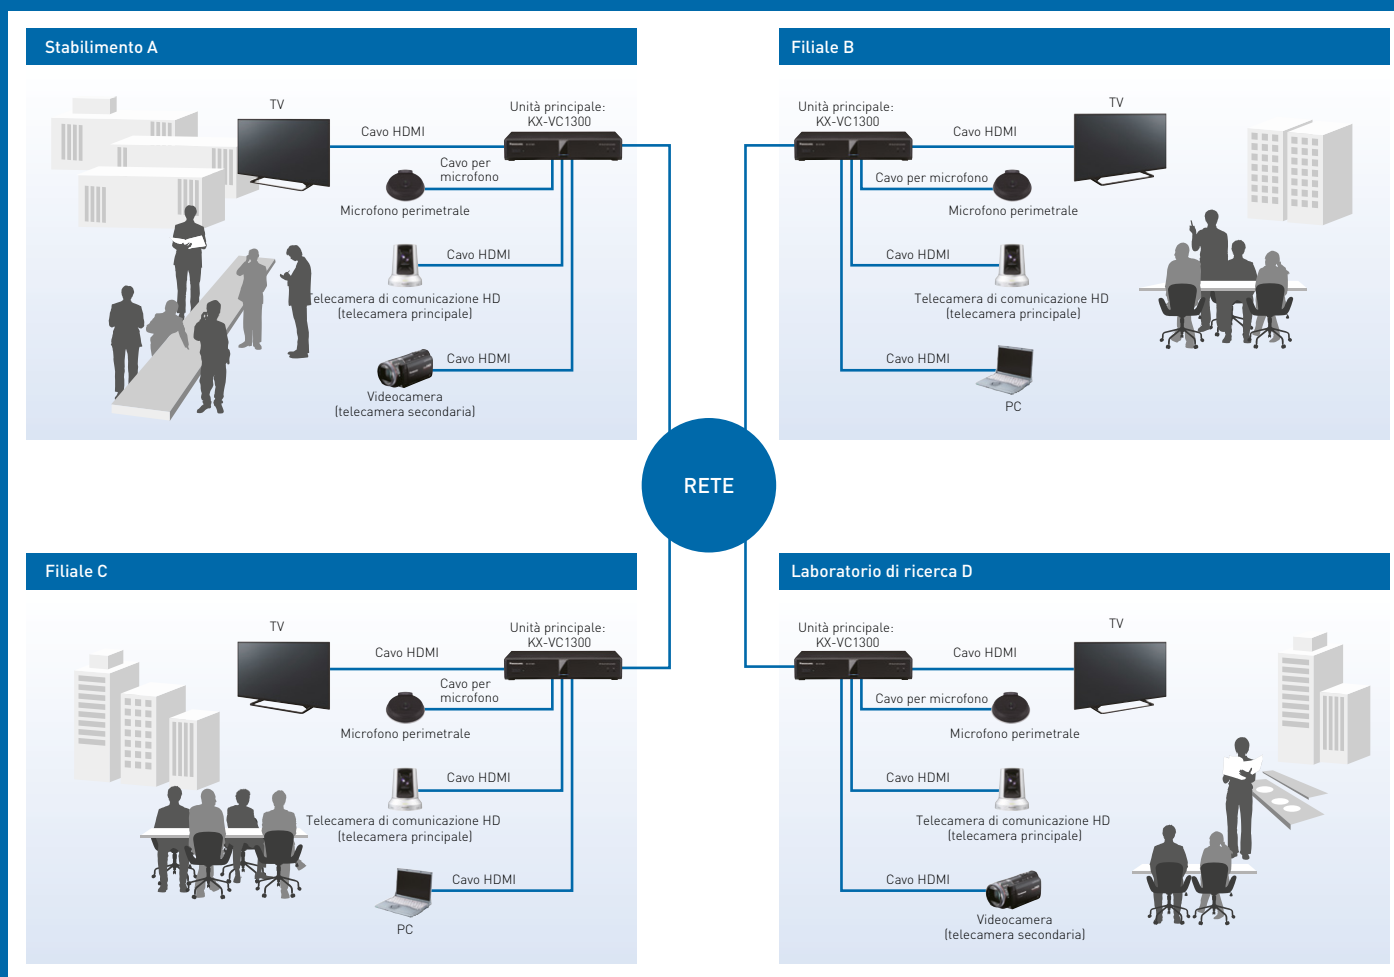 Stabilimento A
TV
Cavo HDMI
Unità principale:
KX-VC1300
Cavo per
microfono
Microfono perimetrale
Cavo HDMI
Telecamera di comunicazione HD
(telecamera principale)
Cavo HDMI
Videocamera
(telecamera secondaria)
Filiale B
Unità principale:
KX-VC1300
Cavo HDMI
TV
Cavo per microfono
Microfono perimetrale
Cavo HDMI
Telecamera di comunicazione HD
(telecamera principale)
Cavo HDMI
PC
RETE
Filiale C
TV
Cavo HDMI
Unità principale:
KX-VC1300
Cavo per
microfono
Microfono perimetrale
Cavo HDMI
Telecamera di comunicazione HD
(telecamera principale)
Cavo HDMI
PC
Laboratorio di ricerca D
Unità principale:
KX-VC1300
Cavo HDMI
TV
Cavo per microfono
Microfono perimetrale
Cavo HDMI
Telecamera di comunicazione HD
(telecamera principale)
Cavo HDMI
Videocamera
(telecamera secondaria)